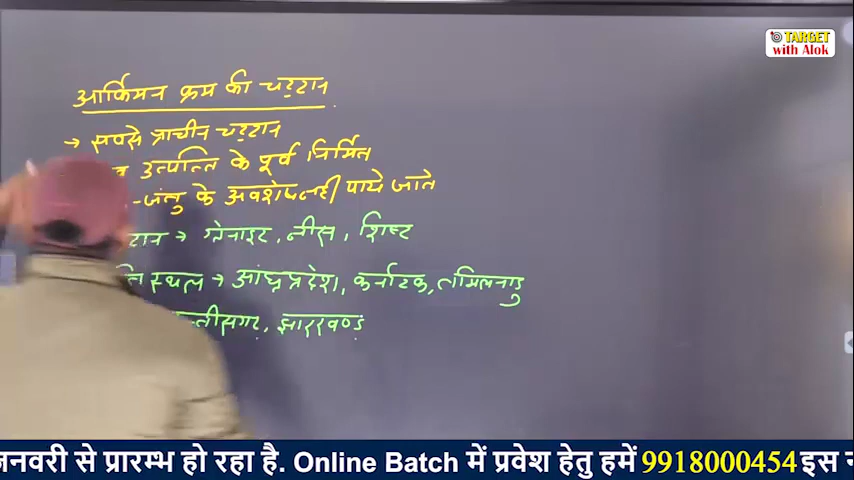 TARGET
with Alok
आर्कियन क्रम की चट्टान
→ सबसे प्राचीन चट्टान
उत्पत्ति के पूर्व निर्मित
-जंतु के अवशेष नही पाये जाते
→ ग्रेनाइट, नीस, शिष्ट
स्थल → आंध्रप्रदेश, कर्नाटक, तमिलनाडु
झारखण्ड
जनवरी से प्रारम्भ हो रहा है. Online Batch में प्रवेश हेतु हमें 9918000454 इस